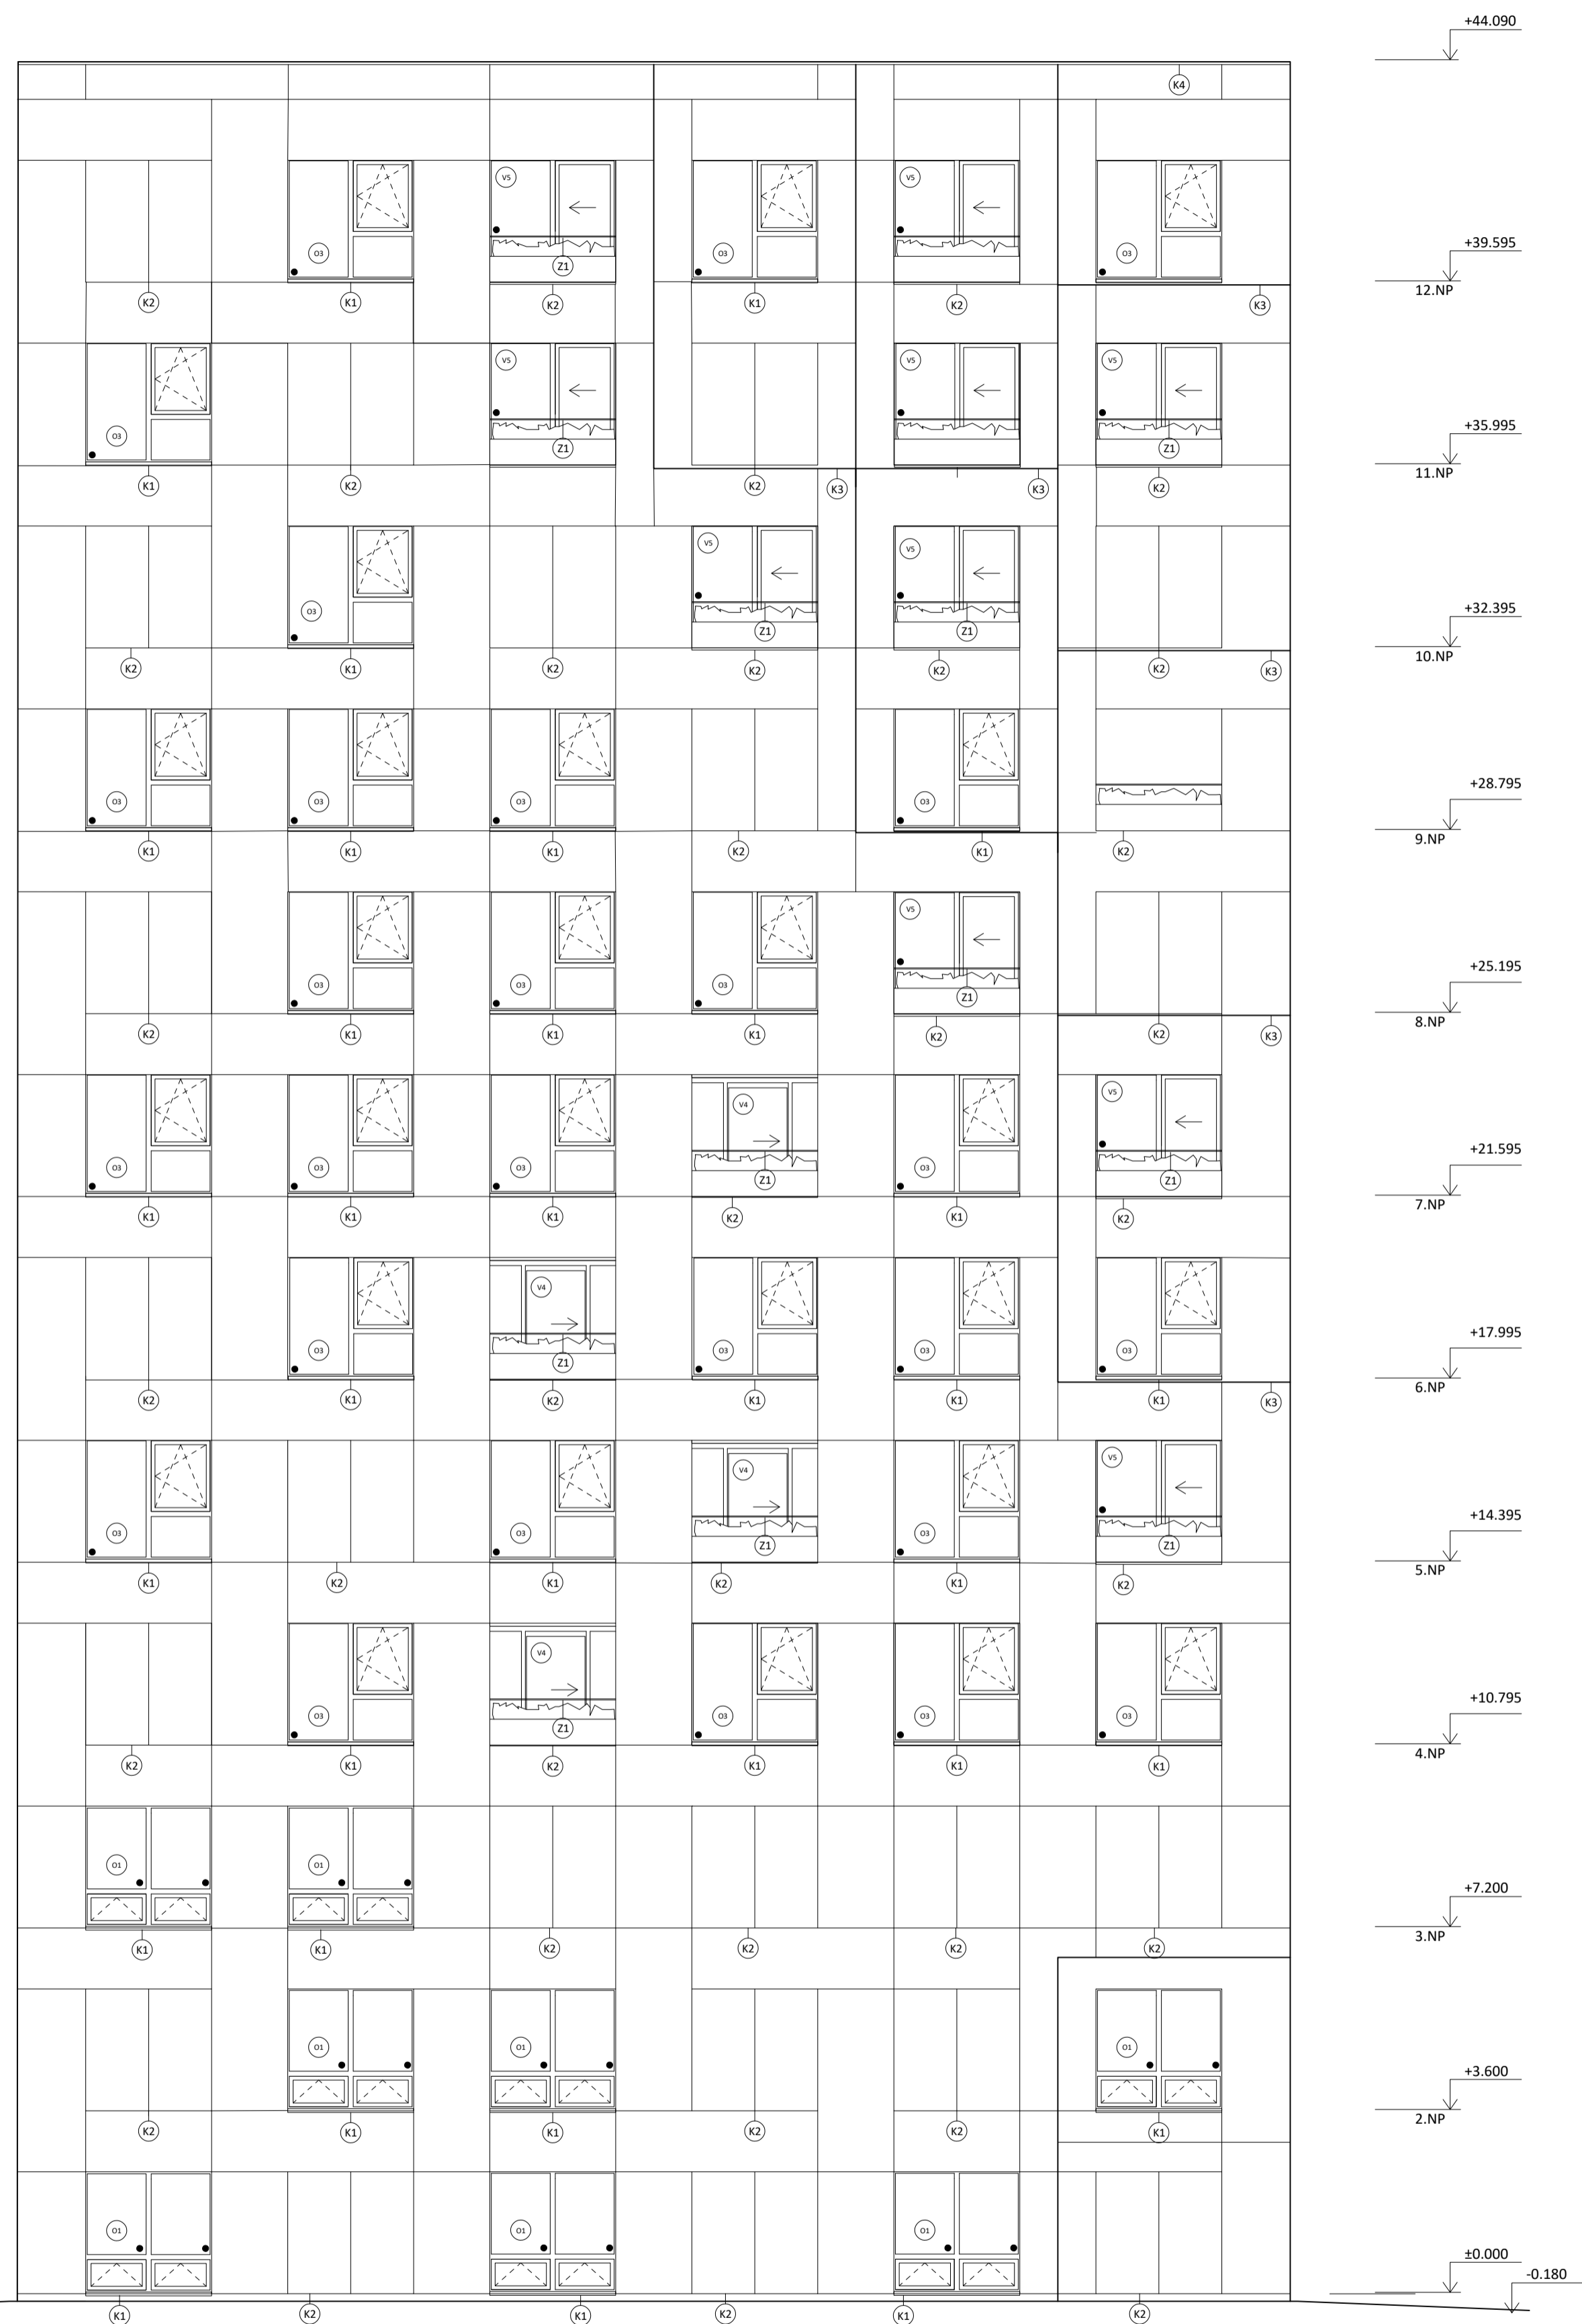 +44.090
K4
V5
V5
O3
O3
O3
+39.595
Z1
12.NP
K2
K1
K2
K1
K2
K3
V5
V5
V5
O3
+35.995
Z1
Z1
11.NP
K1
K2
K2
K3
K3
K2
V5
V5
O3
+32.395
Z1
Z1
10.NP
K2
K1
K2
K2
K2
K2
K3
+28.795
O3
O3
O3
O3
9.NP
K1
K1
K1
K2
K1
K2
V5
+25.195
O3
O3
O3
Z1
8.NP
K2
K1
K1
K1
K2
K2
K3
V4
V5
+21.595
O3
O3
O3
O3
Z1
Z1
7.NP
K1
K1
K1
K2
K1
K2
V4
+17.995
O3
O3
O3
O3
Z1
6.NP
K2
K1
K2
K1
K1
K1
K3
V4
V5
+14.395
O3
O3
O3
Z1
Z1
5.NP
K1
K2
K1
K2
K1
K2
V4
+10.795
O3
O3
O3
O3
Z1
4.NP
K2
K1
K2
K1
K1
K1
O1
O1
+7.200
3.NP
K1
K1
K2
K2
K2
K2
O1
O1
O1
+3.600
2.NP
K2
K1
K1
K2
K2
K1
O1
O1
O1
±0.000
-0.180
K1
K2
K1
K2
K1
K2